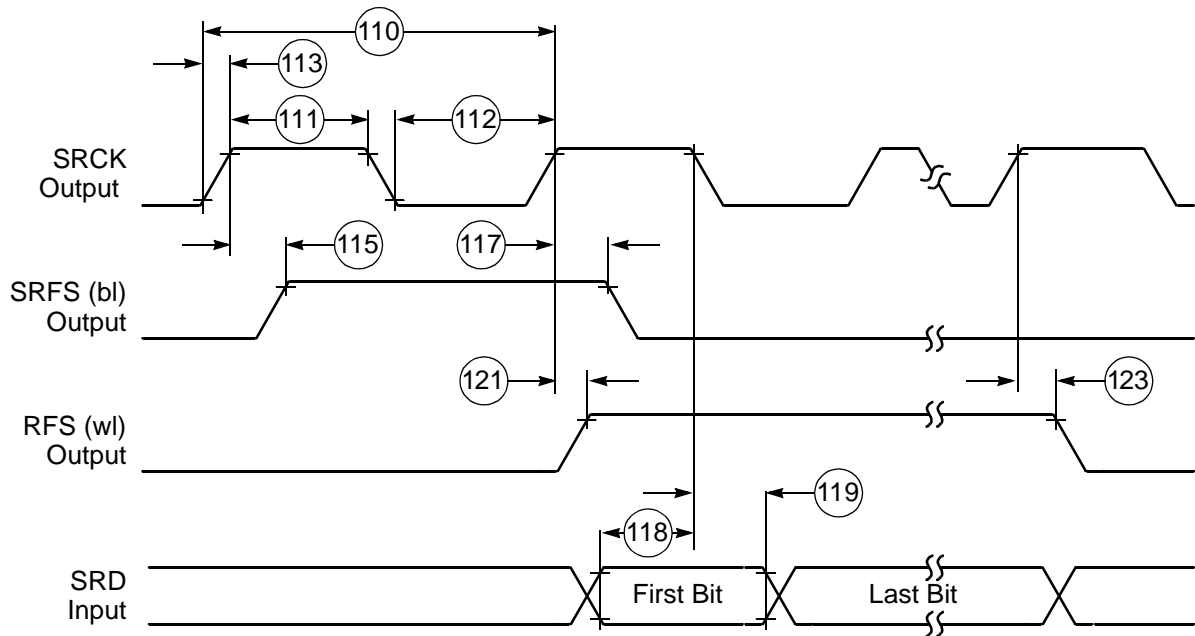 110
113
111
112
SRCK
Output
115
117
SRFS (bl)
Output
121
123
RFS (wl)
Output
119
118
SRD
Input
First Bit
Last Bit